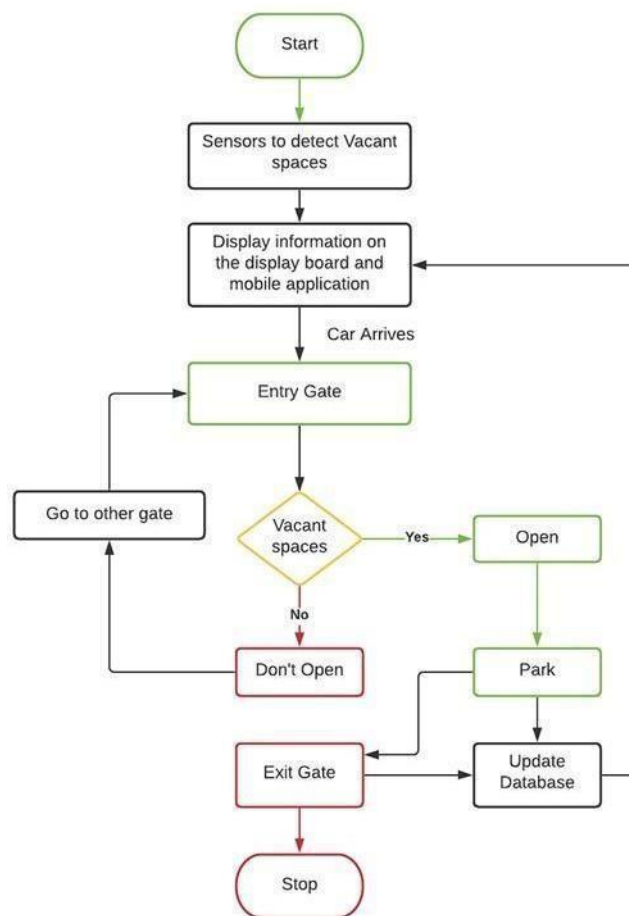 Start
Sensors to detect Vacant
spaces
Display information on
the display board and
mobile application
Car Arrives
Entry Gate
Go to other gate
Vacant
spaces
Yes
Open
No
Don't Open
Park
Exit Gate
Update
Database
Stop